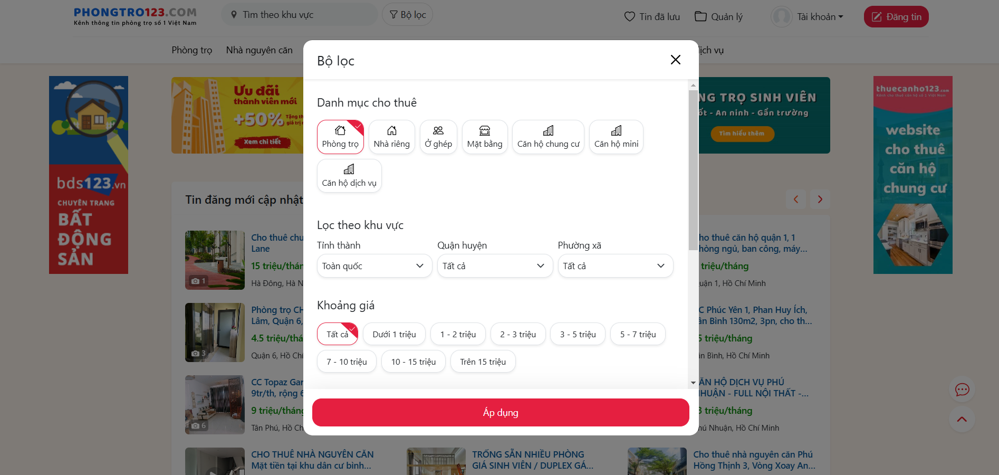 PHONGTRO123.COM
Kênh thông tin phòng trọ số 1 Việt Nam
Tìm theo khu vực
Bộ lọc
Tin đã lưu
Quản lý
Tài khoản
Đăng tin
Phòng trọ
Nhà nguyên căn
dịch vụ
Bộ lọc
Danh mục cho thuê
Phòng trọ
Nhà riêng
Ở ghép
Mặt bằng
Căn hộ chung cư
Căn hộ mini
Căn hộ dịch vụ
Lọc theo khu vực
Tỉnh thành
Quận huyện
Phường xã
Toàn quốc
Tất cả
Tất cả
Khoảng giá
Tất cả
Dưới 1 triệu
1 - 2 triệu
2 - 3 triệu
3 - 5 triệu
5 - 7 triệu
7 - 10 triệu
10 - 15 triệu
Trên 15 triệu
Áp dụng
bds123.vn
CHUYÊN TRANG
BẤT
ĐỘNG
SẢN
Ưu đãi
thành viên mới
+50%
Tặng th
giá trị n
Xem chi tiết
NG TRỌ SINH VIÊN
ốt - An ninh - Gần trường
Tìm hiểu thêm
thuecanho123.com
Kênh cho thuê căn hộ số 1 Việt Nam
website
cho thuê
căn hộ
chung cư
Tin đăng mới cập nhật
Cho thuê chu
Lane
15 triệu/tháng
Hà Đông, Hà N
1
Phòng trọ CH
Lâm, Quận 6,
4.5 triệu/thá
Quận 6, Hồ Chí
3
CC Topaz Gar
9tr/th, rộng 6
9 triệu/tháng
Tân Phú, Hồ Ch
6
CHO THUÊ NHÀ NGUYÊN CĂN
Mặt tiền tại khu dân cư bình...
TRỐNG SẴN NHIỀU PHÒNG
GIÁ SINH VIÊN / DUPLEX GÁ...
ho thuê căn hộ quận 1, 1
hòng ngủ, ban công, máy...
triệu/tháng
uận 1, Hồ Chí Minh
C Phúc Yên 1, Phan Huy Ích,
ân Bình 130m2, 3pn, cho th...
5 triệu/tháng
ân Bình, Hồ Chí Minh
ĂN HỘ DỊCH VỤ PHÚ
HUẬN - FULL NỘI THẤT -...
3 triệu/tháng
hú Nhuận, Hồ Chí Minh
Cho thuê nhà nguyên căn Phú
Hồng Thịnh 3, Vòng Xoay An...